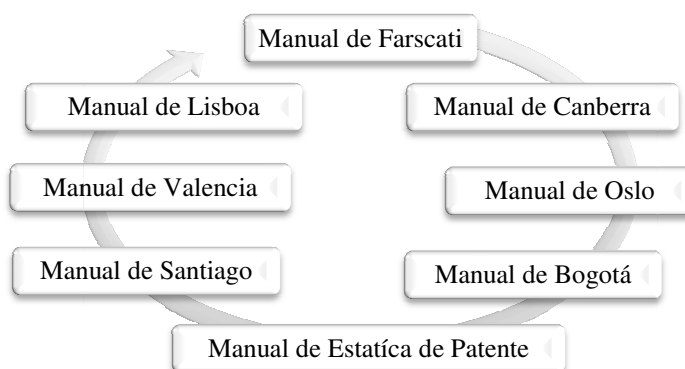 Manual de Farscati
Manual de Canberra
Manual de Oslo
Manual de Bogotá
Manual de Estatíca de Patente
Manual de Santiago
Manual de Valencia
Manual de Lisboa